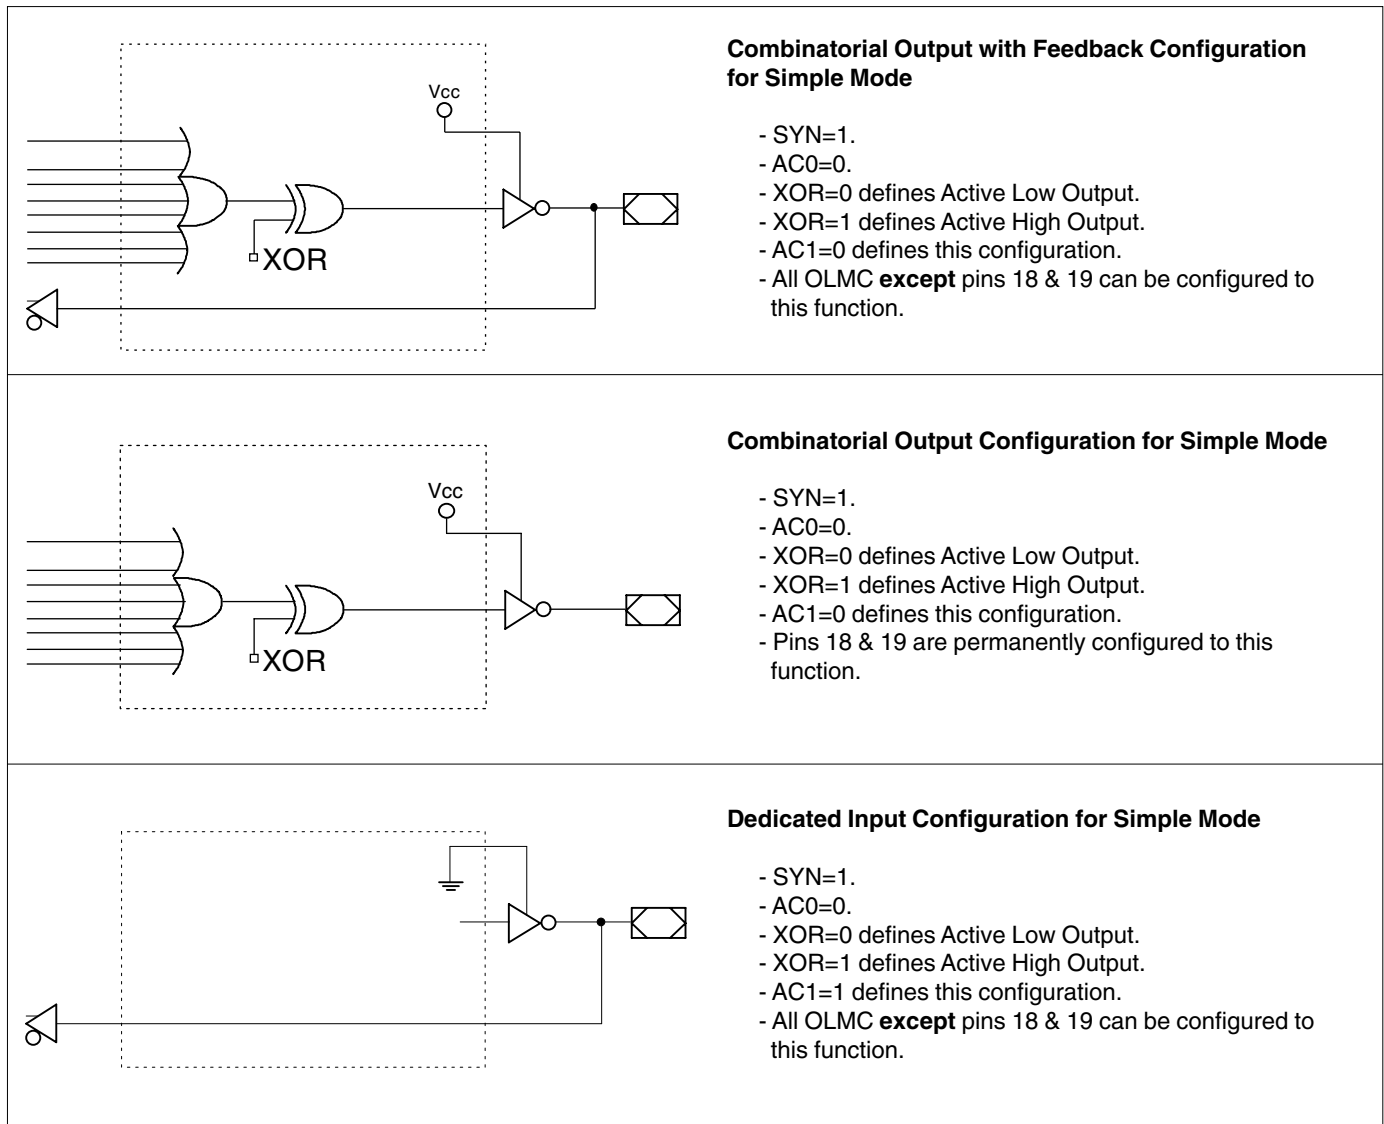 Vcc
XOR
Combinatorial Output with Feedback Configuration
for Simple Mode
- SYN=1.
- AC0=0.
- XOR=0 defines Active Low Output.
- XOR=1 defines Active High Output.
- AC1=0 defines this configuration.
- All OLMC except pins 18 & 19 can be configured to
this function.
Vcc
XOR
Combinatorial Output Configuration for Simple Mode
- SYN=1.
- AC0=0.
- XOR=0 defines Active Low Output.
- XOR=1 defines Active High Output.
- AC1=0 defines this configuration.
- Pins 18 & 19 are permanently configured to this
function.
Dedicated Input Configuration for Simple Mode
- SYN=1.
- AC0=0.
- XOR=0 defines Active Low Output.
- XOR=1 defines Active High Output.
- AC1=1 defines this configuration.
- All OLMC except pins 18 & 19 can be configured to
this function.